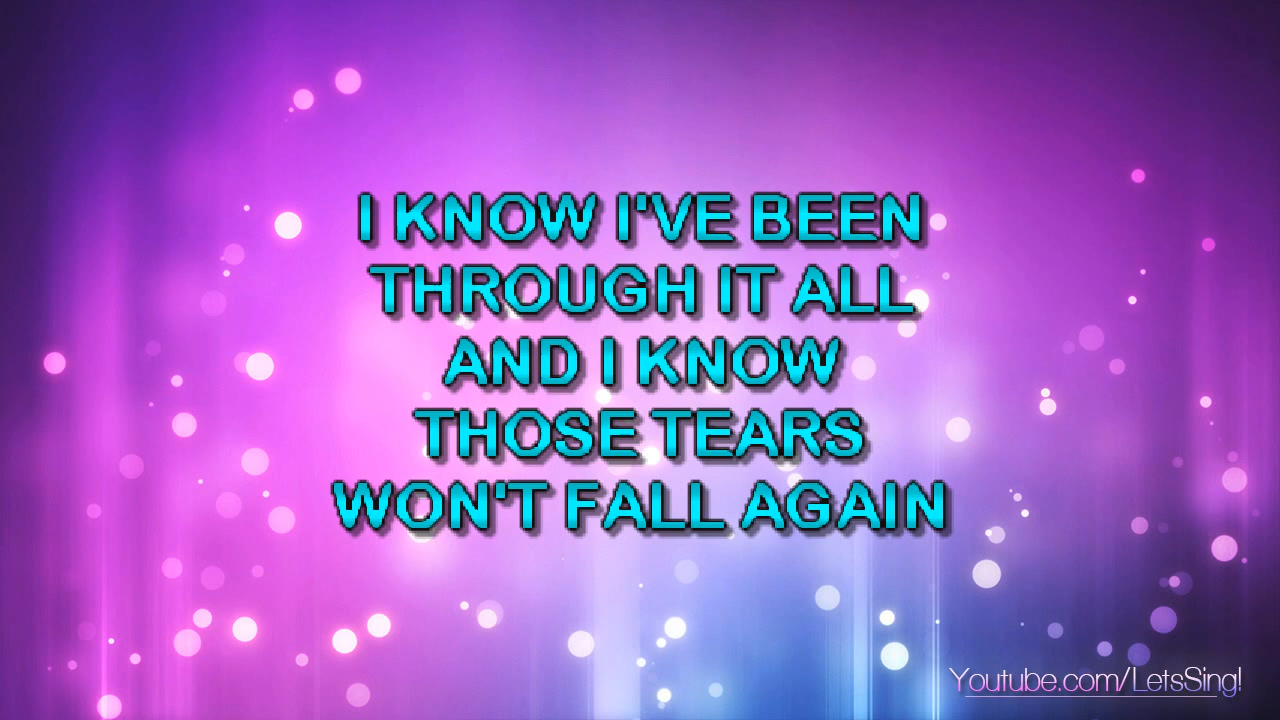 I KNOW I'VE BEEN
THROUGH IT ALL
AND I KNOW
THOSE TEARS
WON'T FALL AGAIN
Youtube.com/LetsSing!